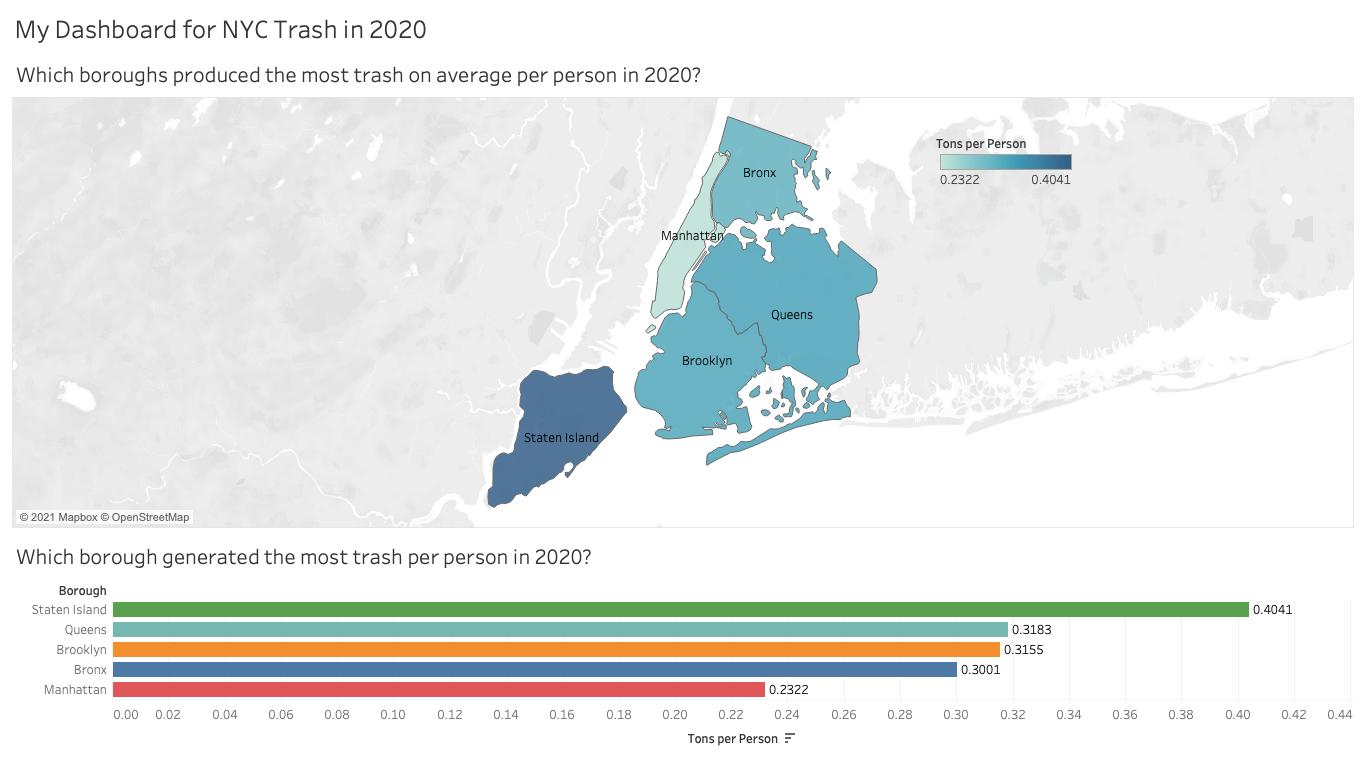 My Dashboard for NYC Trash in 2020
Which boroughs produced the most trash on average per person in 2020?
Tons per Person
0.2322 0.4041
Bronx
Manhattan
Queens
Brooklyn
Staten Island
© 2021 Mapbox © OpenStreetMap
Which borough generated the most trash per person in 2020?
Borough
Staten Island 0.4041
Queens 0.3183
Brooklyn 0.3155
Bronx 0.3001
Manhattan 0.2322
0.00 0.02 0.04 0.06 0.08 0.10 0.12 0.14 0.16 0.18 0.20 0.22 0.24 0.26 0.28 0.30 0.32 0.34 0.36 0.38 0.40 0.42 0.44
Tons per Person